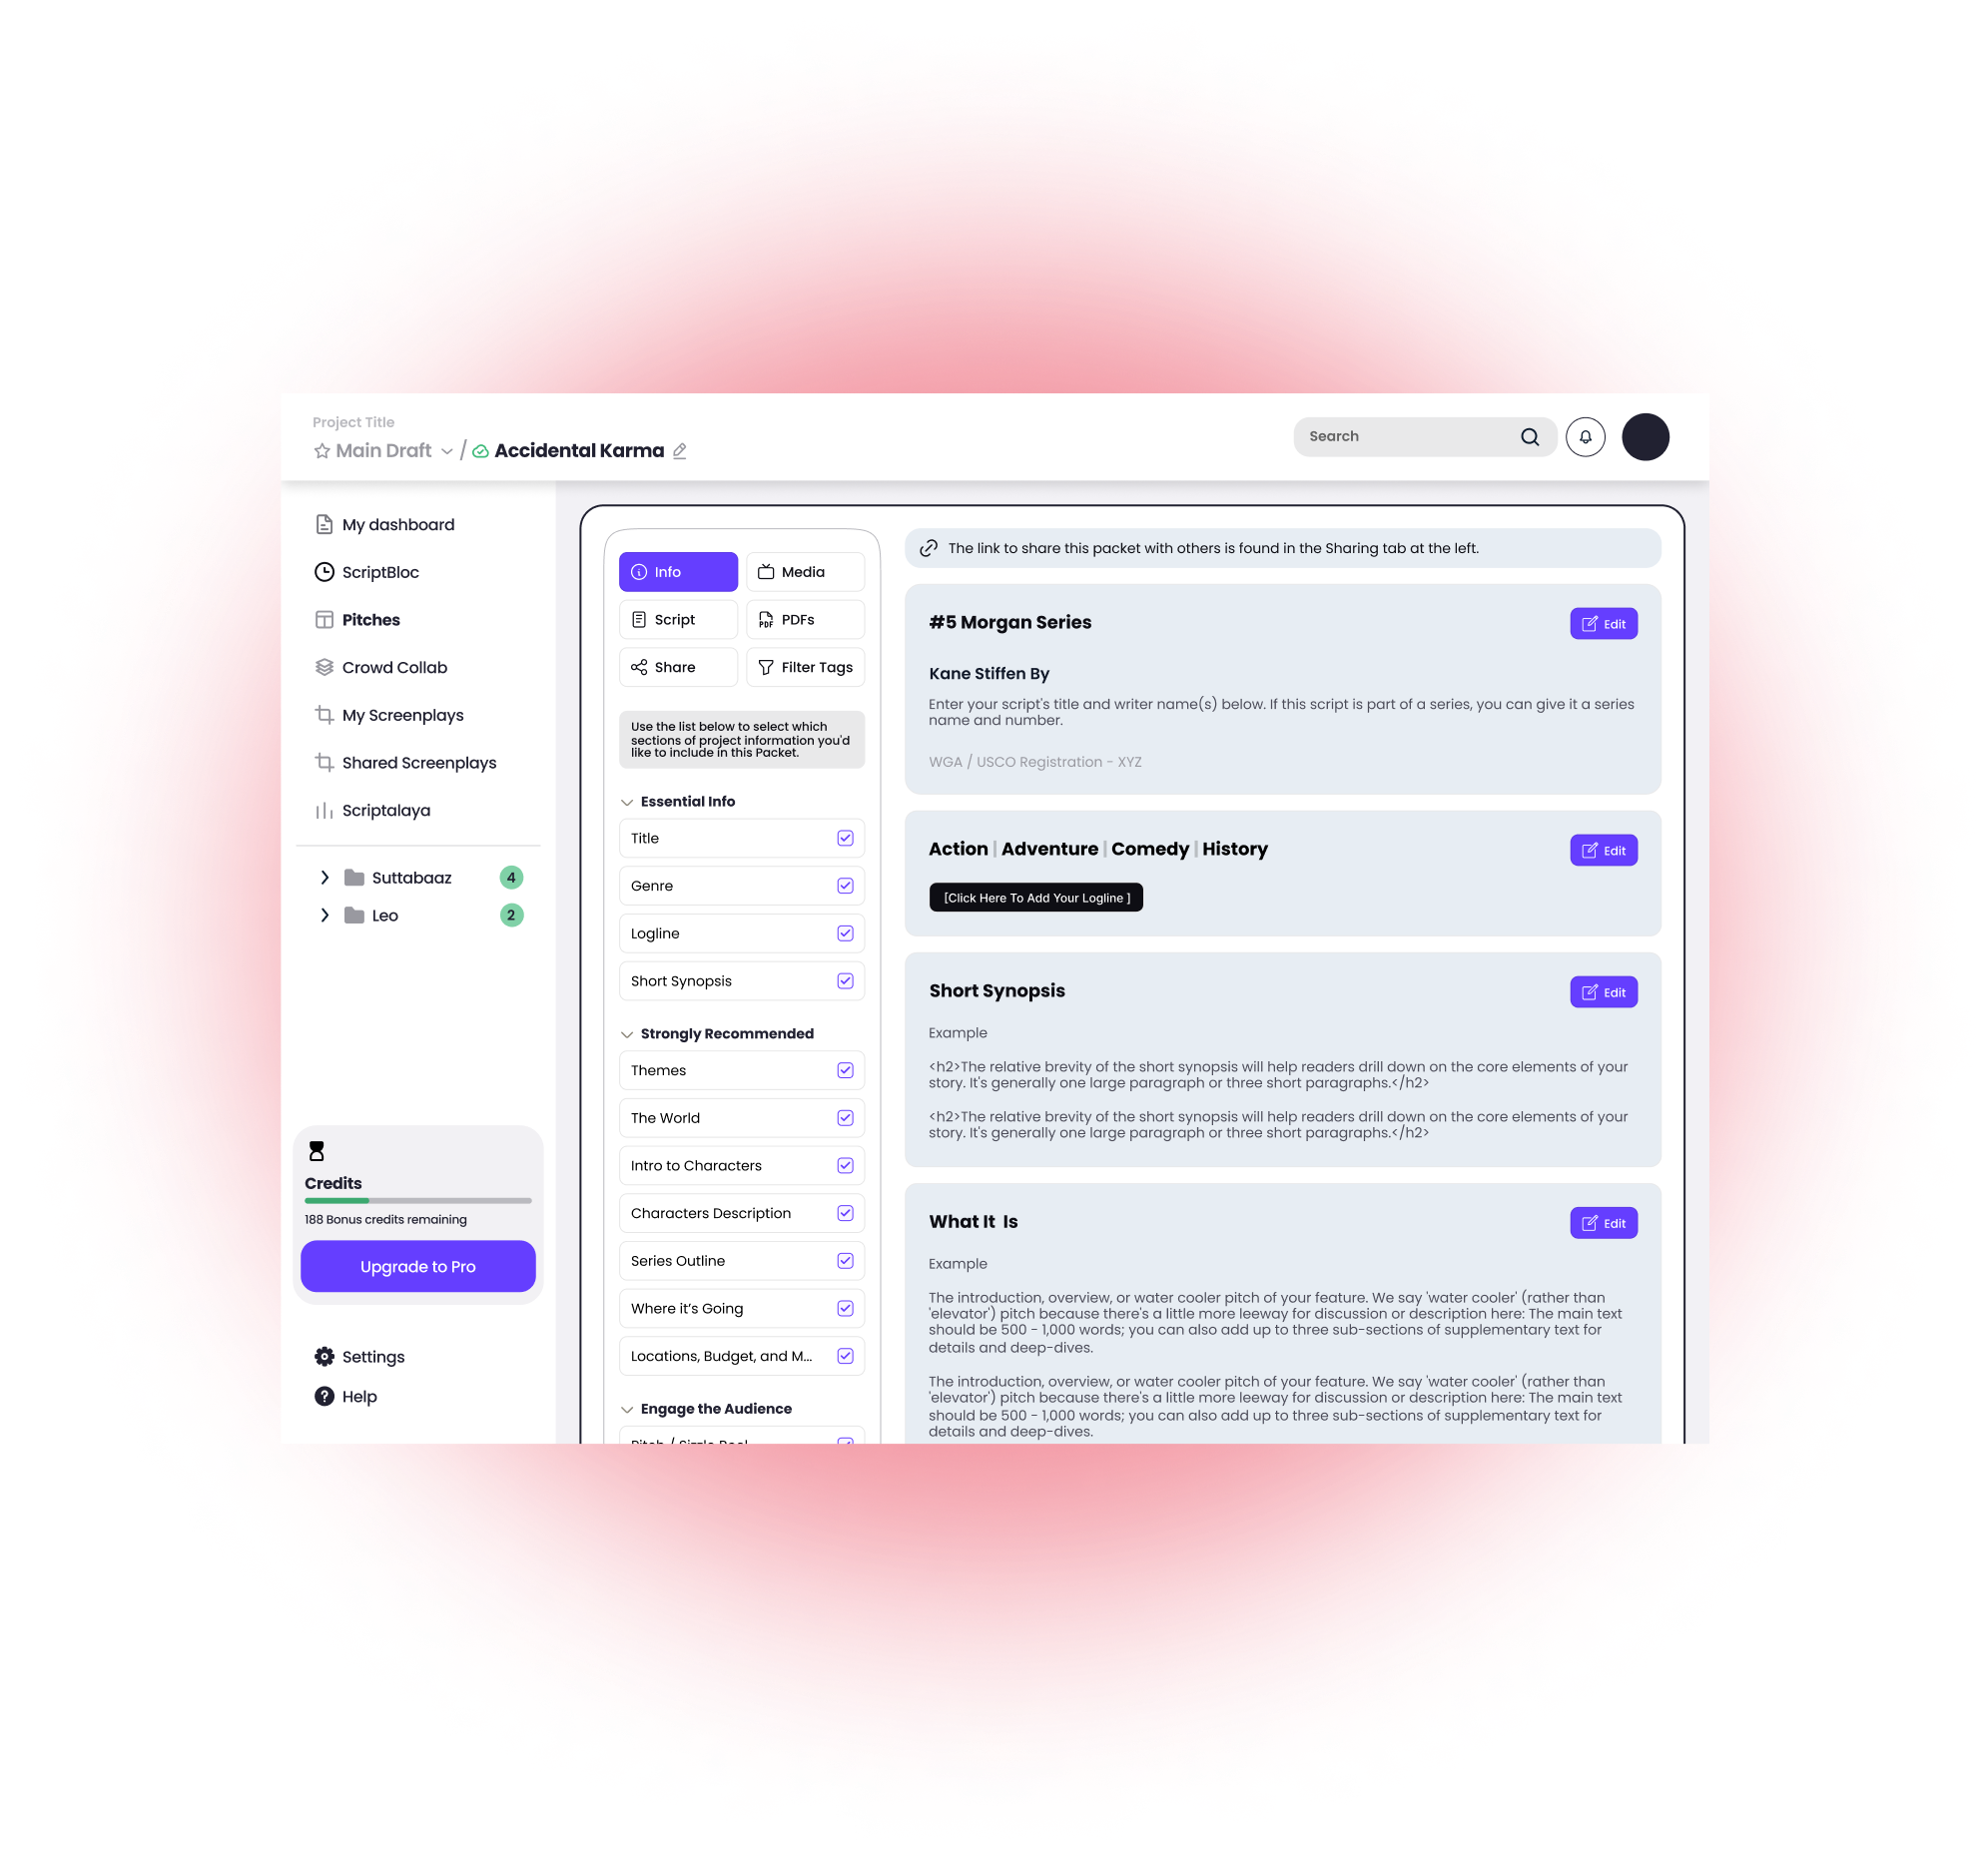 Project Title
Main Draft / Accidental Karma
Search
My dashboard
ScriptBloc
Pitches
Crowd Collab
My Screenplays
Shared Screenplays
Scriptalaya
Suttabaaz 4
Leo 2
Credits
188 Bonus credits remaining
Upgrade to Pro
Settings
Help
Info
Media
Script
PDF
PDFs
Share
Filter Tags
Use the list below to select which
sections of project information you'd
like to include in this Packet.
Essential Info
Title
Genre
Logline
Short Synopsis
Strongly Recommended
Themes
The World
Intro to Characters
Characters Description
Series Outline
Where it's Going
Locations, Budget, and M...
Engage the Audience
Pitch / Sizzle Reel
The link to share this packet with others is found in the Sharing tab at the left.
#5 Morgan Series
Edit
Kane Stiffen By
Enter your script's title and writer name(s) below. If this script is part of a series, you can give it a series
name and number.
WGA / USCO Registration - XYZ
Action | Adventure | Comedy | History
Edit
[Click Here To Add Your Logline ]
Short Synopsis
Edit
Example
<h2>The relative brevity of the short synopsis will help readers drill down on the core elements of your
story. It's generally one large paragraph or three short paragraphs.</h2>
<h2>The relative brevity of the short synopsis will help readers drill down on the core elements of your
story. It's generally one large paragraph or three short paragraphs.</h2>
What It Is
Edit
Example
The introduction, overview, or water cooler pitch of your feature. We say 'water cooler' (rather than
'elevator') pitch because there's a little more leeway for discussion or description here: The main text
should be 500 - 1,000 words; you can also add up to three sub-sections of supplementary text for
details and deep-dives.
The introduction, overview, or water cooler pitch of your feature. We say 'water cooler' (rather than
'elevator') pitch because there's a little more leeway for discussion or description here: The main text
should be 500 - 1,000 words; you can also add up to three sub-sections of supplementary text for
details and deep-dives.